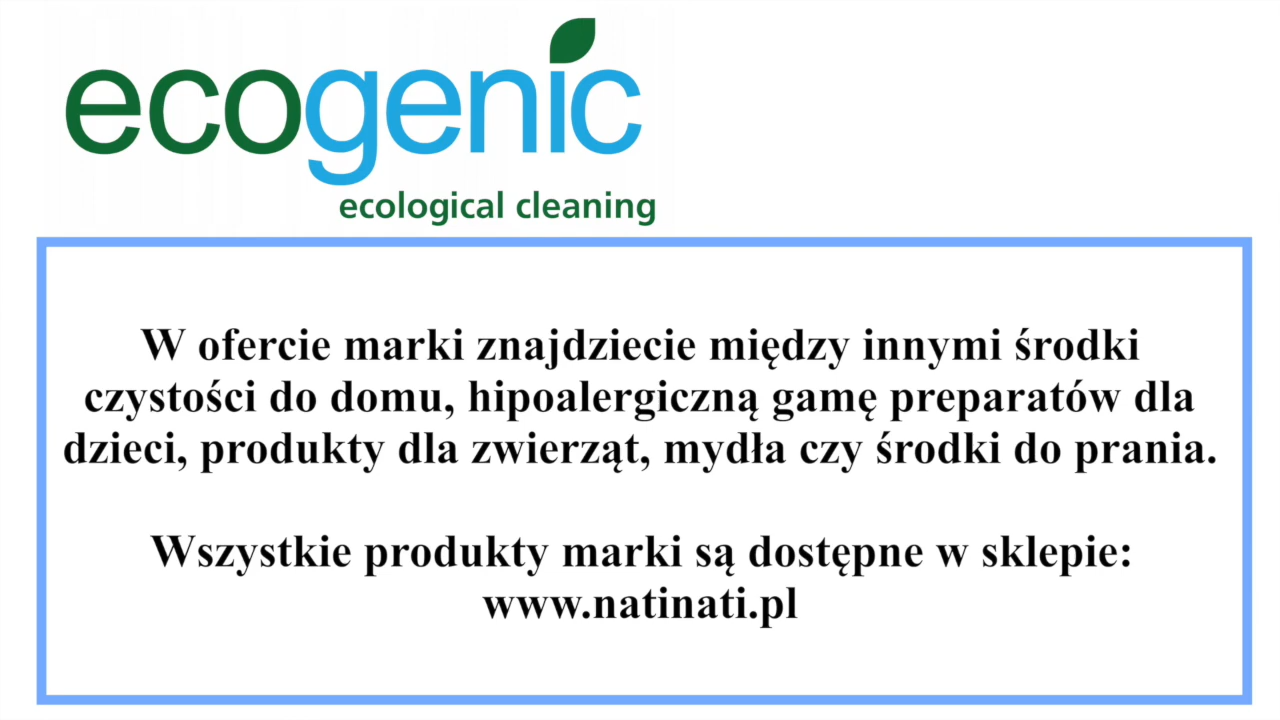 ecogenic
ecological cleaning
W ofercie marki znajdziecie między innymi środki
czystości do domu, hipoalergiczną gamę preparatów dla
dzieci, produkty dla zwierząt, mydła czy środki do prania.
Wszystkie produkty marki są dostępne w sklepie:
www.natinati.pl